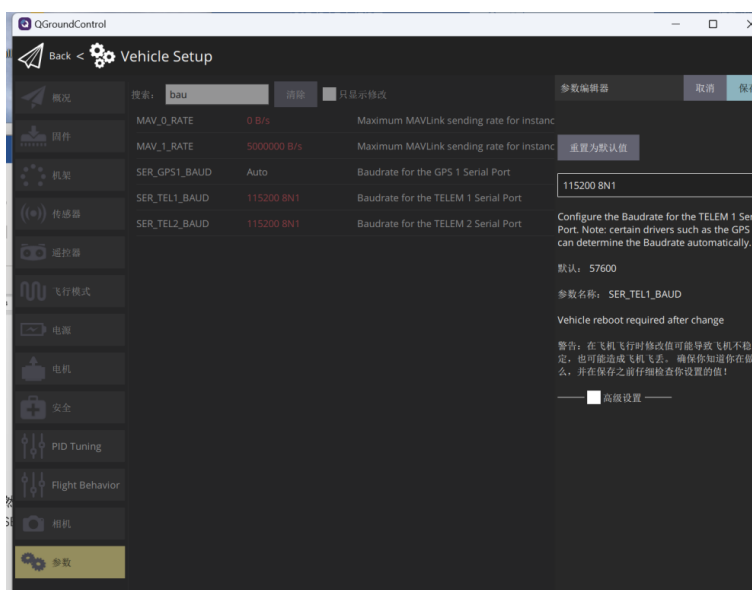 QGroundControl
Back < Vehicle Setup
概况
固件
机架
传感器
遥控器
飞行模式
电源
电机
安全
PID Tuning
Flight Behavior
相机
参数
搜索: bau 清除 只显示修改
MAV_0_RATE 0 B/s Maximum MAVLink sending rate for instanc
MAV_1_RATE 5000000 B/s Maximum MAVLink sending rate for instanc
SER_GPS1_BAUD Auto Baudrate for the GPS 1 Serial Port
SER_TEL1_BAUD 115200 8N1 Baudrate for the TELEM 1 Serial Port
SER_TEL2_BAUD 115200 8N1 Baudrate for the TELEM 2 Serial Port
参数编辑器 取消 保存
重置为默认值
115200 8N1
Configure the Baudrate for the TELEM 1 Ser
Port. Note: certain drivers such as the GPS
can determine the Baudrate automatically.
默认: 57600
参数名称: SER_TEL1_BAUD
Vehicle reboot required after change
警告: 在飞机飞行时修改值可能导致飞机不稳
定, 也可能造成飞机飞丢。 确保你知道你在做
么, 并在保存之前仔细检查你设置的值!
高级设置